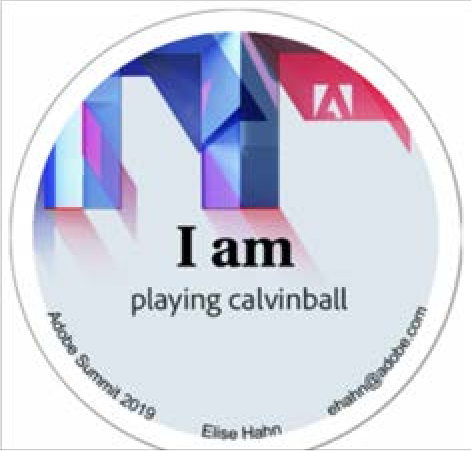 I am
playing calvinball
Adobe Summit 2019
Elise Hahn
ehahn@adobe.com